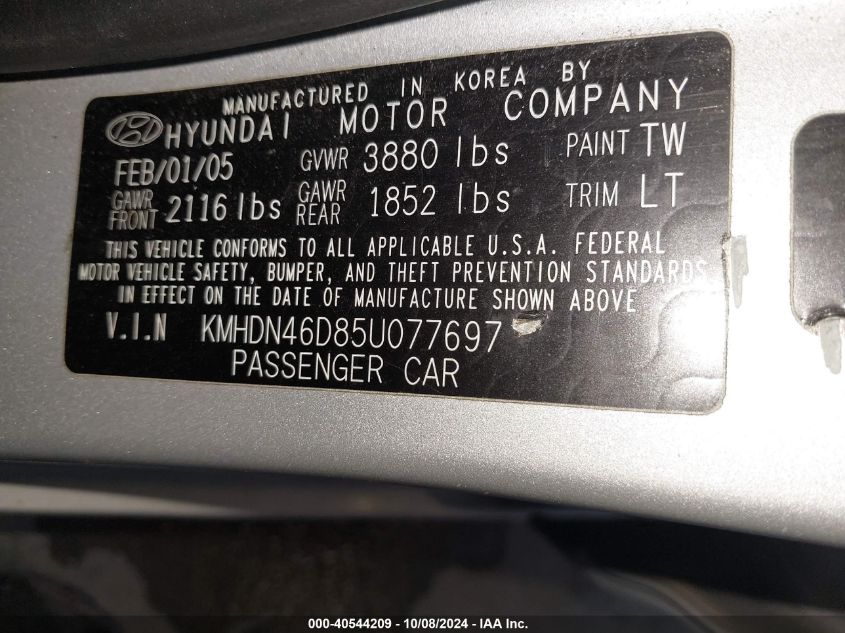 MANUFACTURED IN KOREA BY
HYUNDAI MOTOR COMPANY
FEB/01/05 GVWR 3880 lbs PAINT TW
GAWR FRONT 2116 lbs GAWR REAR 1852 lbs TRIM LT
THIS VEHICLE CONFORMS TO ALL APPLICABLE U.S.A. FEDERAL
MOTOR VEHICLE SAFETY, BUMPER, AND THEFT PREVENTION STANDARDS
IN EFFECT ON THE DATE OF MANUFACTURE SHOWN ABOVE
V.I.N KMHDN46D85U077697
PASSENGER CAR
000-40544209 - 10/08/2024 - IAA Inc.